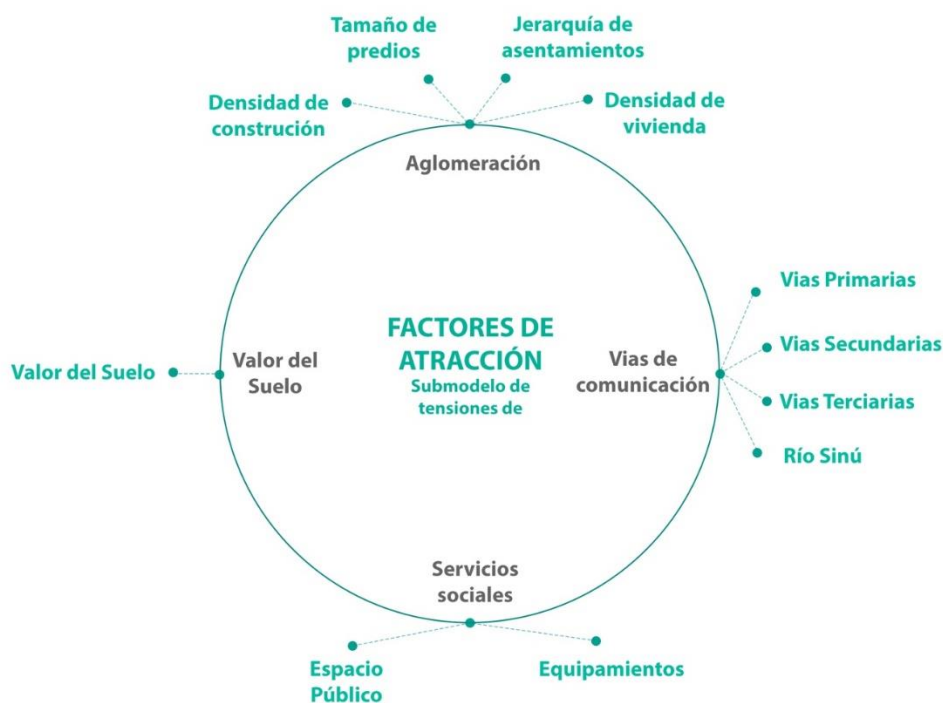 Tamaño de
predios
Jerarquía de
asentamientos
Densidad de
construción
Densidad de
vivienda
Aglomeración
Vias Primarias
FACTORES DE
ATRACCIÓN
Submodelo de
tensiones de
Valor del Suelo
Valor del
Suelo
Vias de
comunicación
Vias Secundarias
Vias Terciarias
Río Sinú
Servicios
sociales
Espacio
Público
Equipamientos